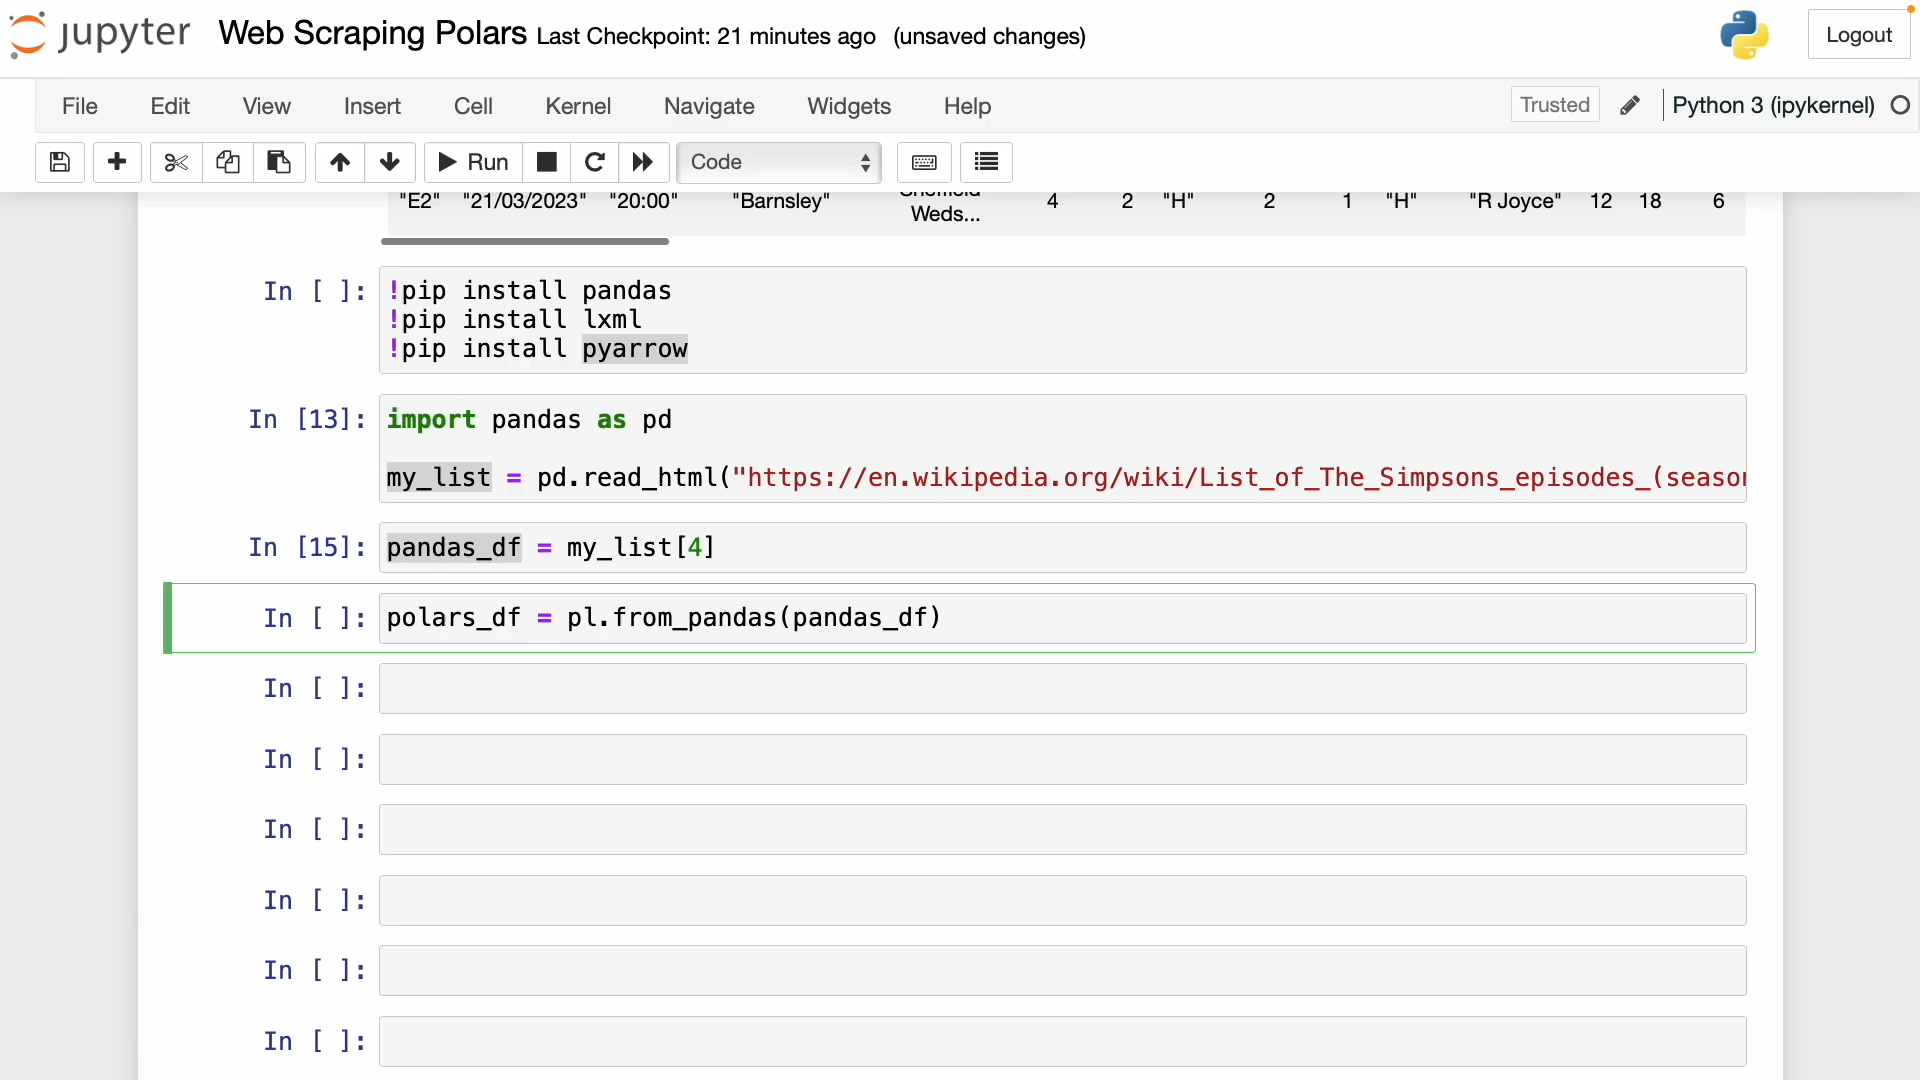 jupyter Web Scraping Polars Last Checkpoint: 21 minutes ago (unsaved changes) Logout
File Edit View Insert Cell Kernel Navigate Widgets Help Trusted Python 3 (ipykernel)
Run Code
"E2" "21/03/2023" "20:00" "Barnsley" Sheffield Weds... 4 2 "H" 2 1 "H" "R Joyce" 12 18 6
In [ ]: !pip install pandas
!pip install lxml
!pip install pyarrow
In [13]: import pandas as pd
my_list = pd.read_html("https://en.wikipedia.org/wiki/List_of_The_Simpsons_episodes_(season
In [15]: pandas_df = my_list[4]
In [ ]: polars_df = pl.from_pandas(pandas_df)
In [ ]:
In [ ]:
In [ ]:
In [ ]:
In [ ]:
In [ ]: